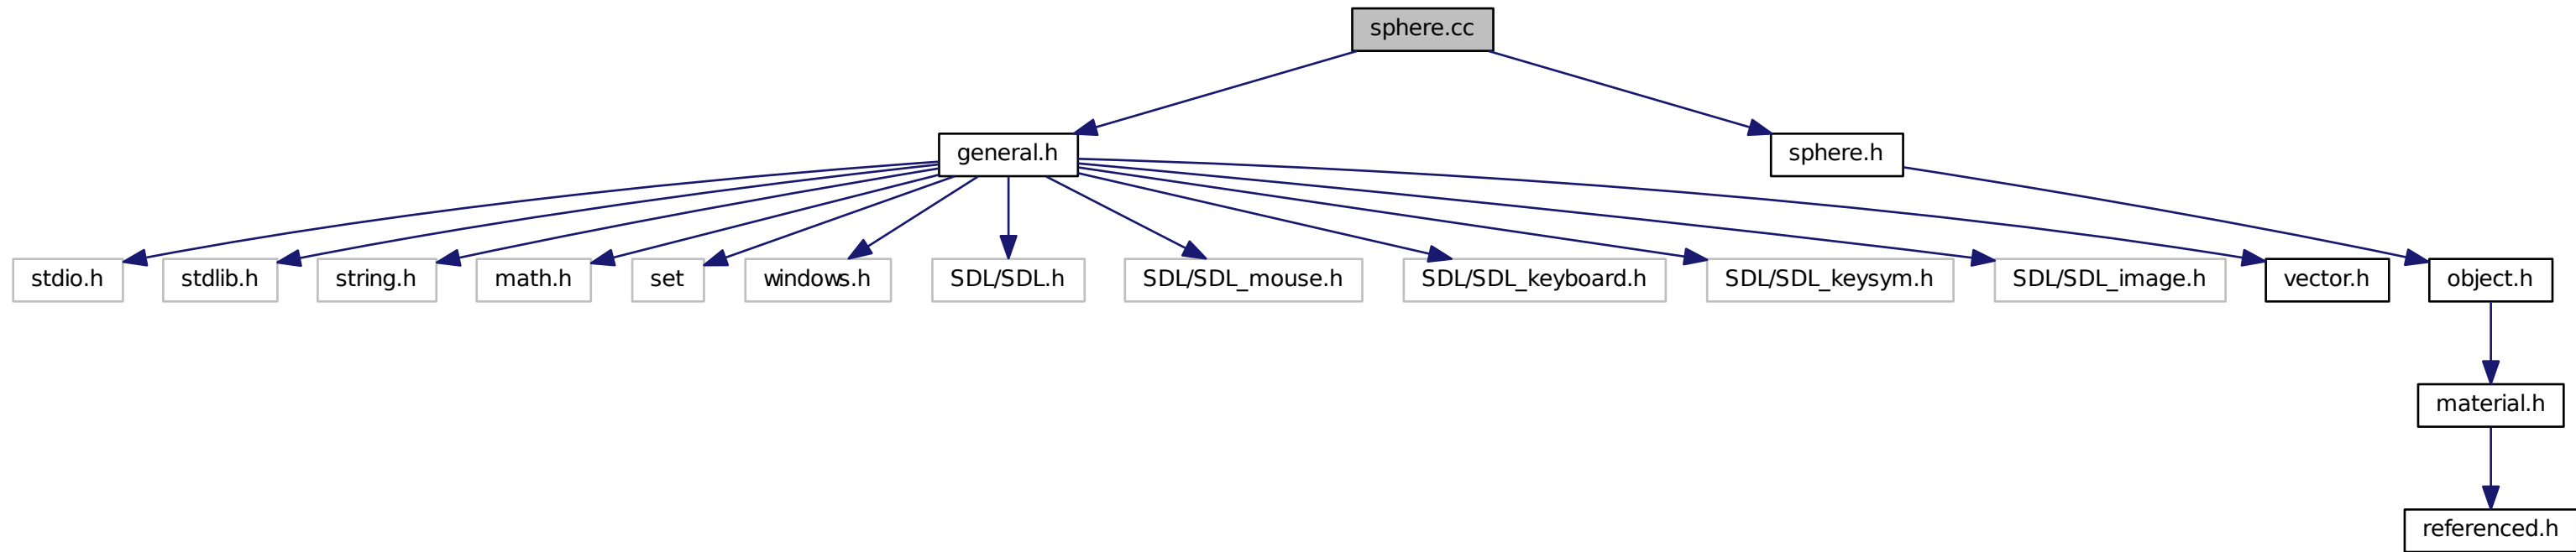 sphere.cc
general.h
sphere.h
stdio.h
stdlib.h
string.h
math.h
set
windows.h
SDL/SDL.h
SDL/SDL_mouse.h
SDL/SDL_keyboard.h
SDL/SDL_keysym.h
SDL/SDL_image.h
vector.h
object.h
material.h
referenced.h